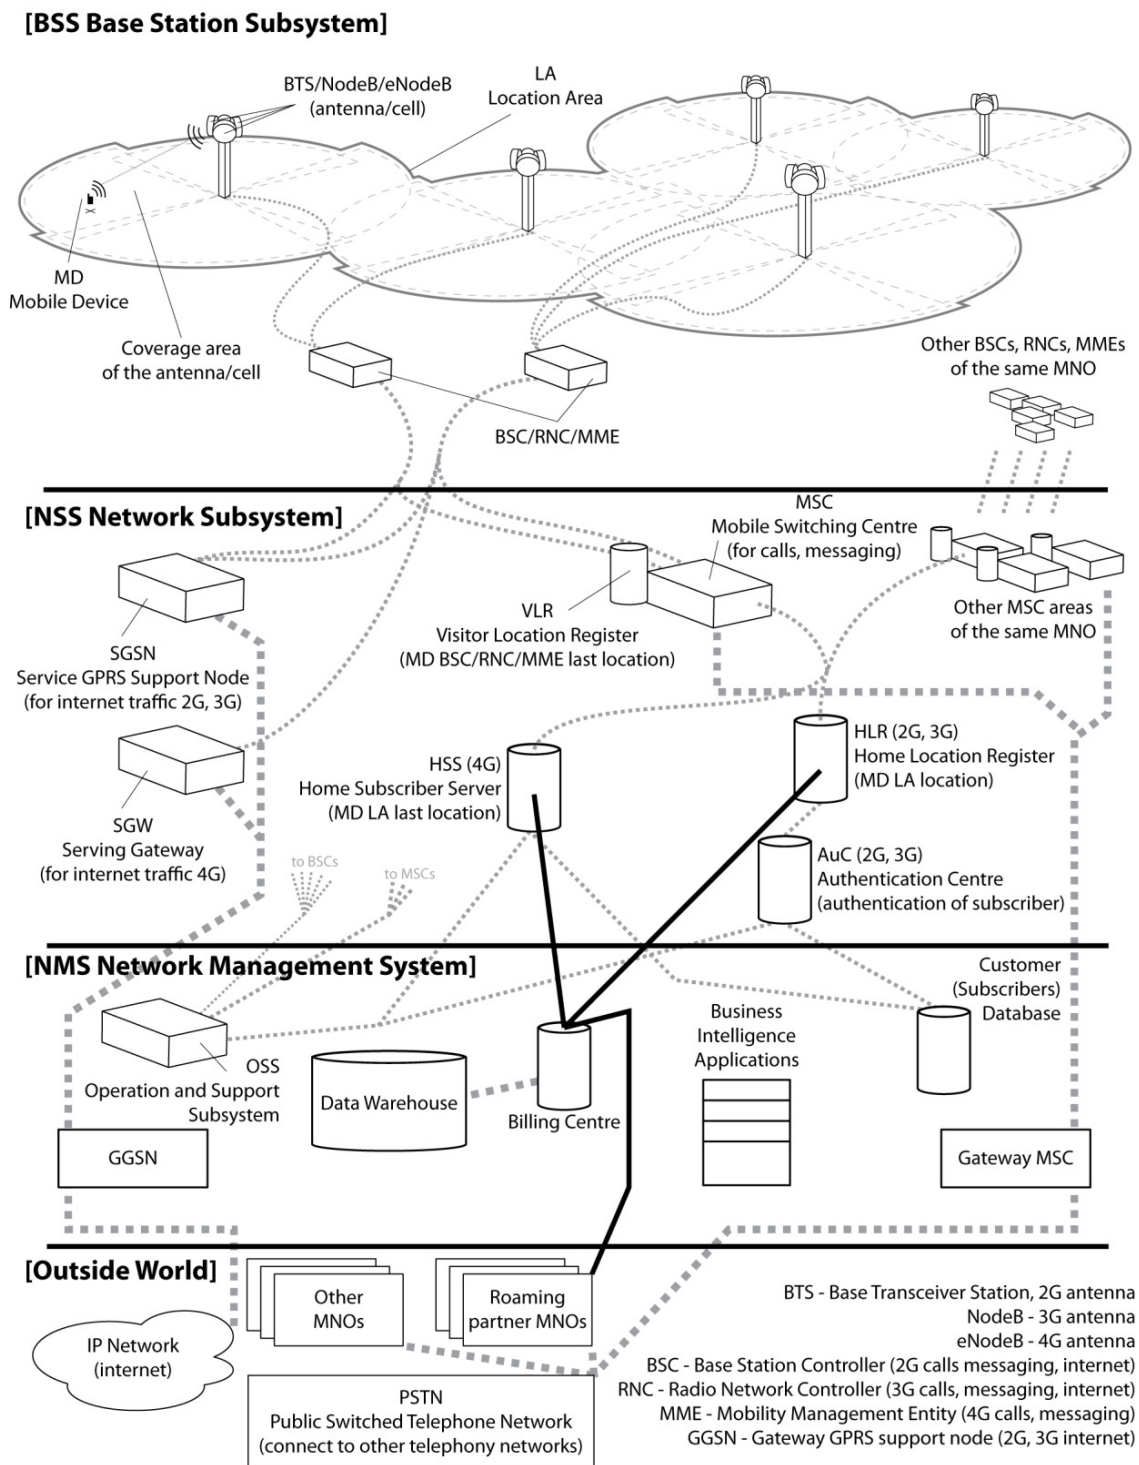 [BSS Base Station Subsystem]
BTS/NodeB/eNodeB
(antenna/cell)
LA
Location Area
MD
Mobile Device
Coverage area
of the antenna/cell
BSC/RNC/MME
Other BSCs, RNCs, MMEs
of the same MNO
[NSS Network Subsystem]
MSC
Mobile Switching Centre
(for calls, messaging)
SGSN
Service GPRS Support Node
(for internet traffic 2G, 3G)
VLR
Visitor Location Register
(MD BSC/RNC/MME last location)
Other MSC areas
of the same MNO
HSS (4G)
Home Subscriber Server
(MD LA last location)
HLR (2G, 3G)
Home Location Register
(MD LA location)
SGW
Serving Gateway
(for internet traffic 4G)
to BSCs
to MSCs
AuC (2G, 3G)
Authentication Centre
(authentication of subscriber)
[NMS Network Management System]
Customer
(Subscribers)
Database
Business
Intelligence
Applications
OSS
Operation and Support
Subsystem
Data Warehouse
Billing Centre
GGSN
Gateway MSC
[Outside World]
Other
MNOs
Roaming
partner MNOs
IP Network
(internet)
PSTN
Public Switched Telephone Network
(connect to other telephony networks)
BTS - Base Transceiver Station, 2G antenna
NodeB - 3G antenna
eNodeB - 4G antenna
BSC - Base Station Controller (2G calls messaging, internet)
RNC - Radio Network Controller (3G calls, messaging, internet)
MME - Mobility Management Entity (4G calls, messaging)
GGSN - Gateway GPRS support node (2G, 3G internet)